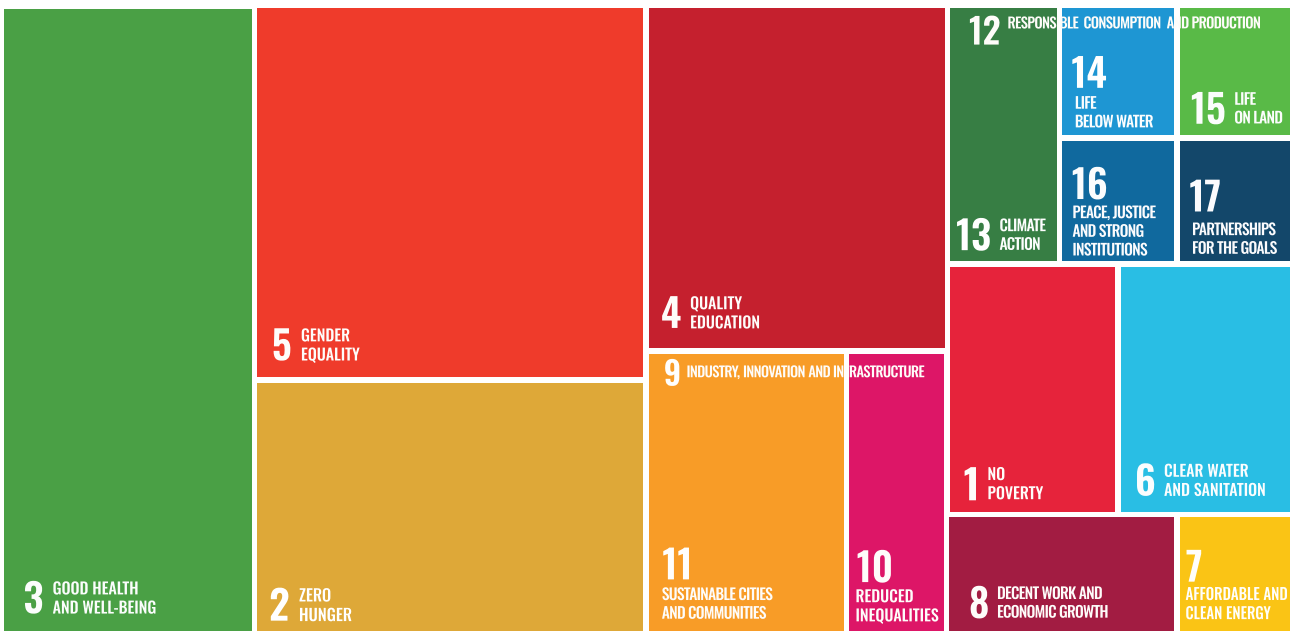 3 GOOD HEALTH
AND WELL-BEING
5 GENDER
EQUALITY
2 ZERO
HUNGER
4 QUALITY
EDUCATION
9 INDUSTRY, INNOVATION AND INRASTRUCTURE
11
SUSTAINABLE CITIES
AND COMMUNITIES
10
REDUCED
INEQUALITIES
12 RESPONSIBLE CONSUMPTION AND PRODUCTION
13 CLIMATE
ACTION
14
LIFE
BELOW WATER
15 LIFE
ON LAND
16
PEACE, JUSTICE
AND STRONG
INSTITUTIONS
17
PARTNERSHIPS
FOR THE GOALS
1 NO
POVERTY
6 CLEAR WATER
AND SANITATION
8 DECENT WORK AND
ECONOMIC GROWTH
7
AFFORDABLE AND
CLEAN ENERGY